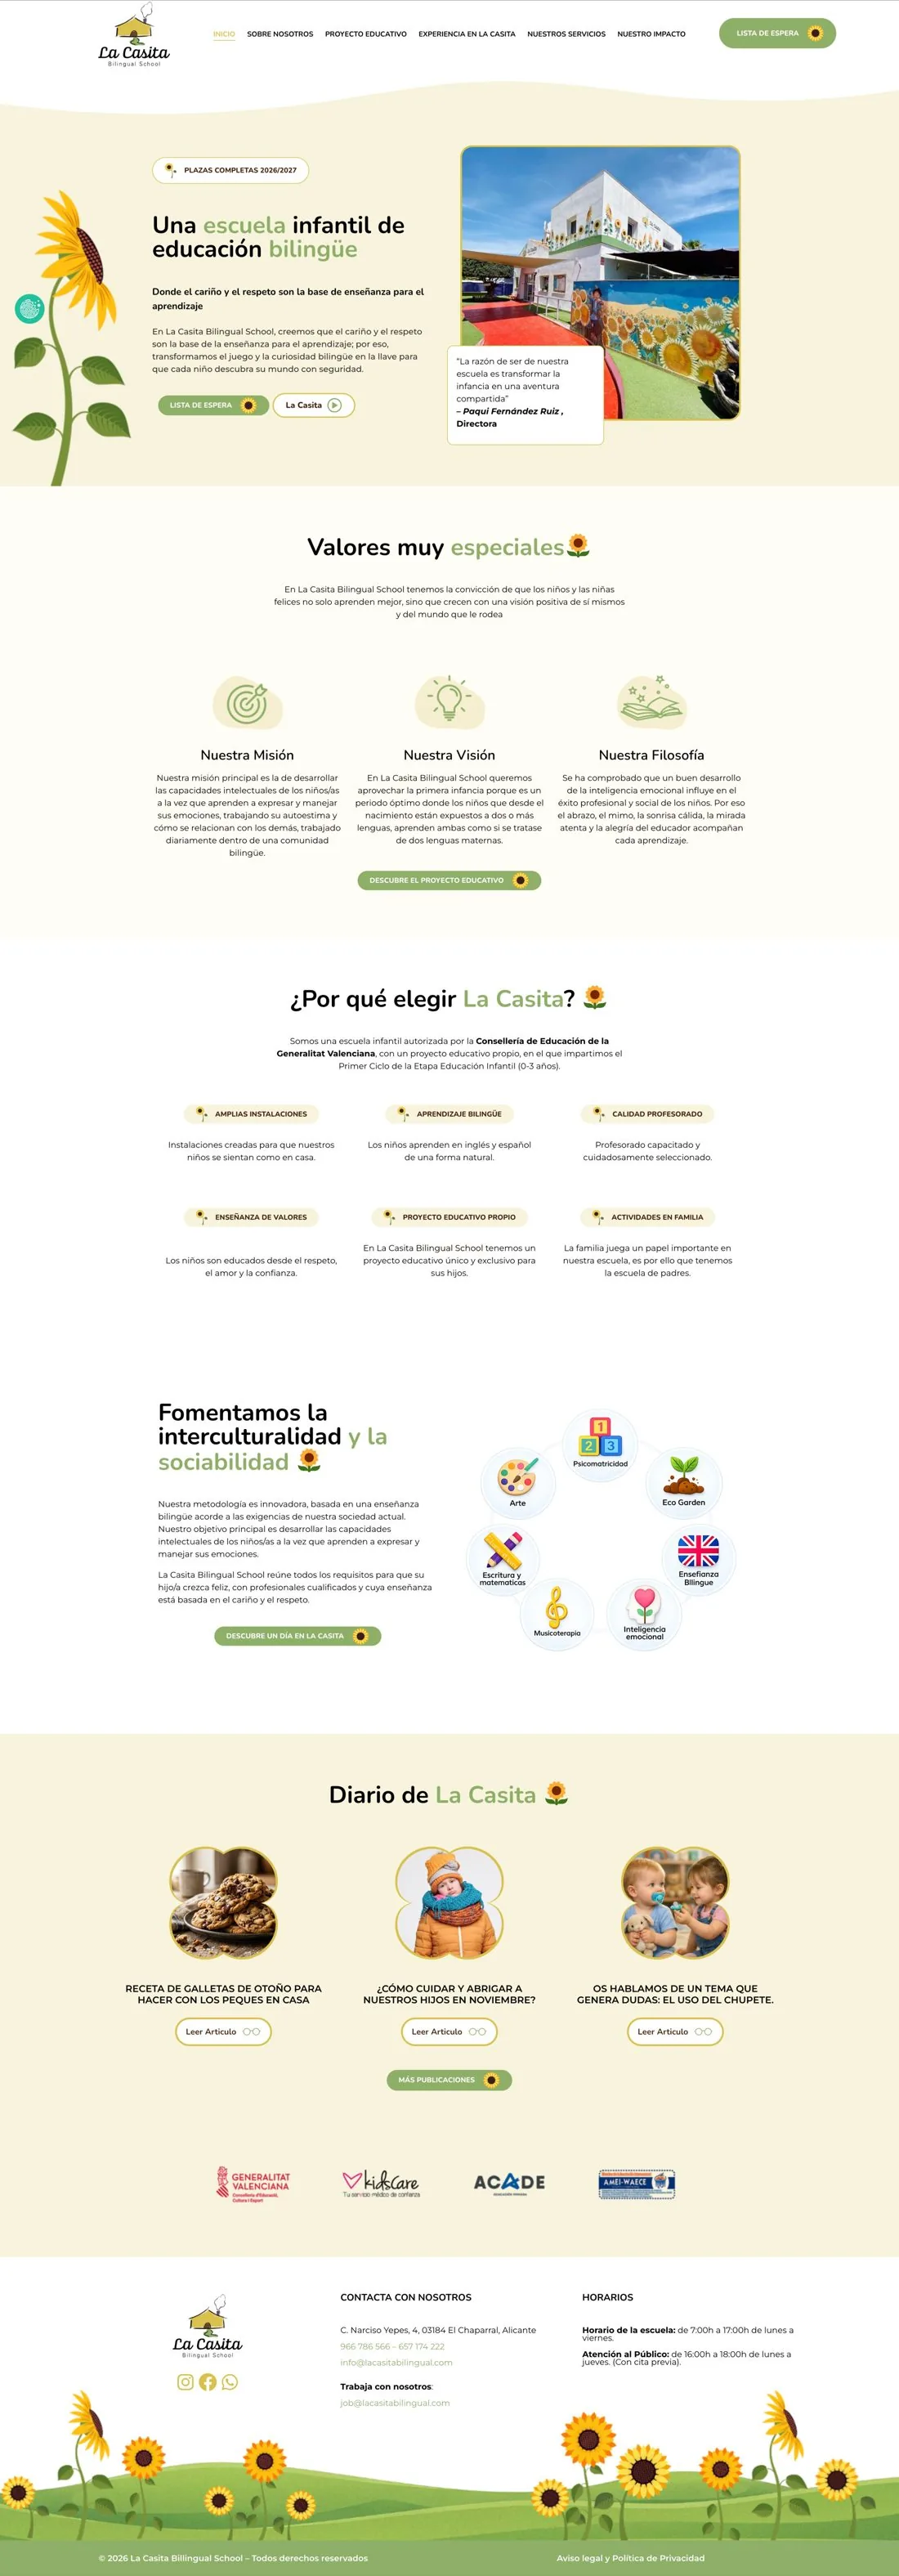 La Casita
Bilingual School
INICIO
SOBRE NOSOTROS
PROYECTO EDUCATIVO
EXPERIENCIA EN LA CASITA
NUESTROS SERVICIOS
NUESTRO IMPACTO
LISTA DE ESPERA
PLAZAS COMPLETAS 2026/2027
Una escuela infantil de
educación bilingüe
Donde el cariño y el respeto son la base de enseñanza para el
aprendizaje
En La Casita Bilingual School, creemos que el cariño y el respeto
son la base de la enseñanza para el aprendizaje; por eso,
transformamos el juego y la curiosidad bilingüe en la llave para
que cada niño descubra su mundo con seguridad.
LISTA DE ESPERA
La Casita
“La razón de ser de nuestra
escuela es transformar la
infancia en una aventura
compartida”
– Paqui Fernández Ruiz ,
Directora
Valores muy especiales
En La Casita Bilingual School tenemos la convicción de que los niños y las niñas
felices no solo aprenden mejor, sino que crecen con una visión positiva de sí mismos
y del mundo que le rodea
Nuestra Misión
Nuestra misión principal es la de desarrollar
las capacidades intelectuales de los niños/as
a la vez que aprenden a expresar y manejar
sus emociones, trabajando su autoestima y
cómo se relacionan con los demás, trabajado
diariamente dentro de una comunidad
bilingüe.
Nuestra Visión
En La Casita Bilingual School queremos
aprovechar la primera infancia porque es un
periodo óptimo donde los niños que desde el
nacimiento están expuestos a dos o más
lenguas, aprenden ambas como si se tratase
de dos lenguas maternas.
Nuestra Filosofía
Se ha comprobado que un buen desarrollo
de la inteligencia emocional influye en el
éxito profesional y social de los niños. Por eso
el abrazo, el mimo, la sonrisa cálida, la mirada
atenta y la alegría del educador acompañan
cada aprendizaje.
DESCUBRE EL PROYECTO EDUCATIVO
¿Por qué elegir La Casita?
Somos una escuela infantil autorizada por la Consellería de Educación de la
Generalitat Valenciana, con un proyecto educativo propio, en el que impartimos el
Primer Ciclo de la Etapa Educación Infantil (0-3 años).
AMPLIAS INSTALACIONES
Instalaciones creadas para que nuestros
niños se sientan como en casa.
APRENDIZAJE BILINGÜE
Los niños aprenden en inglés y español
de una forma natural.
CALIDAD PROFESORADO
Profesorado capacitado y
cuidadosamente seleccionado.
ENSEÑANZA DE VALORES
Los niños son educados desde el respeto,
el amor y la confianza.
PROYECTO EDUCATIVO PROPIO
En La Casita Bilingual School tenemos un
proyecto educativo único y exclusivo para
sus hijos.
ACTIVIDADES EN FAMILIA
La familia juega un papel importante en
nuestra escuela, es por ello que tenemos
la escuela de padres.
Fomentamos la
interculturalidad y la
sociabilidad
Nuestra metodología es innovadora, basada en una enseñanza
bilingüe acorde a las exigencias de nuestra sociedad actual.
Nuestro objetivo principal es desarrollar las capacidades
intelectuales de los niños/as a la vez que aprenden a expresar y
manejar sus emociones.
La Casita Bilingual School reúne todos los requisitos para que su
hijo/a crezca feliz, con profesionales cualificados y cuya enseñanza
está basada en el cariño y el respeto.
DESCUBRE UN DÍA EN LA CASITA
1
2 3
Psicomatricidad
Arte
Eco Garden
Escritura y
matematicas
Ensefianza
Bllingue
Musicoterapia
Inteligencia
emocional
Diario de La Casita
RECETA DE GALLETAS DE OTOÑO PARA
HACER CON LOS PEQUES EN CASA
Leer Articulo
¿CÓMO CUIDAR Y ABRIGAR A
NUESTROS HIJOS EN NOVIEMBRE?
Leer Articulo
OS HABLAMOS DE UN TEMA QUE
GENERA DUDAS: EL USO DEL CHUPETE.
Leer Articulo
MÁS PUBLICACIONES
GENERALITAT
VALENCIANA
kidsCare
Tu servicio médico de confianza
ACADE
AMEI-WAECE
La Casita
Bilingual School
CONTACTA CON NOSOTROS
C. Narciso Yepes, 4, 03184 El Chaparral, Alicante
966 786 566 – 657 174 222
info@lacasitabilingual.com
Trabaja con nosotros:
job@lacasitabilingual.com
HORARIOS
Horario de la escuela: de 7:00h a 17:00h de lunes a
viernes.
Atención al Público: de 16:00h a 18:00h de lunes a
jueves. (Con cita previa).
© 2026 La Casita Billingual School – Todos derechos reservados
Aviso legal y Política de Privacidad